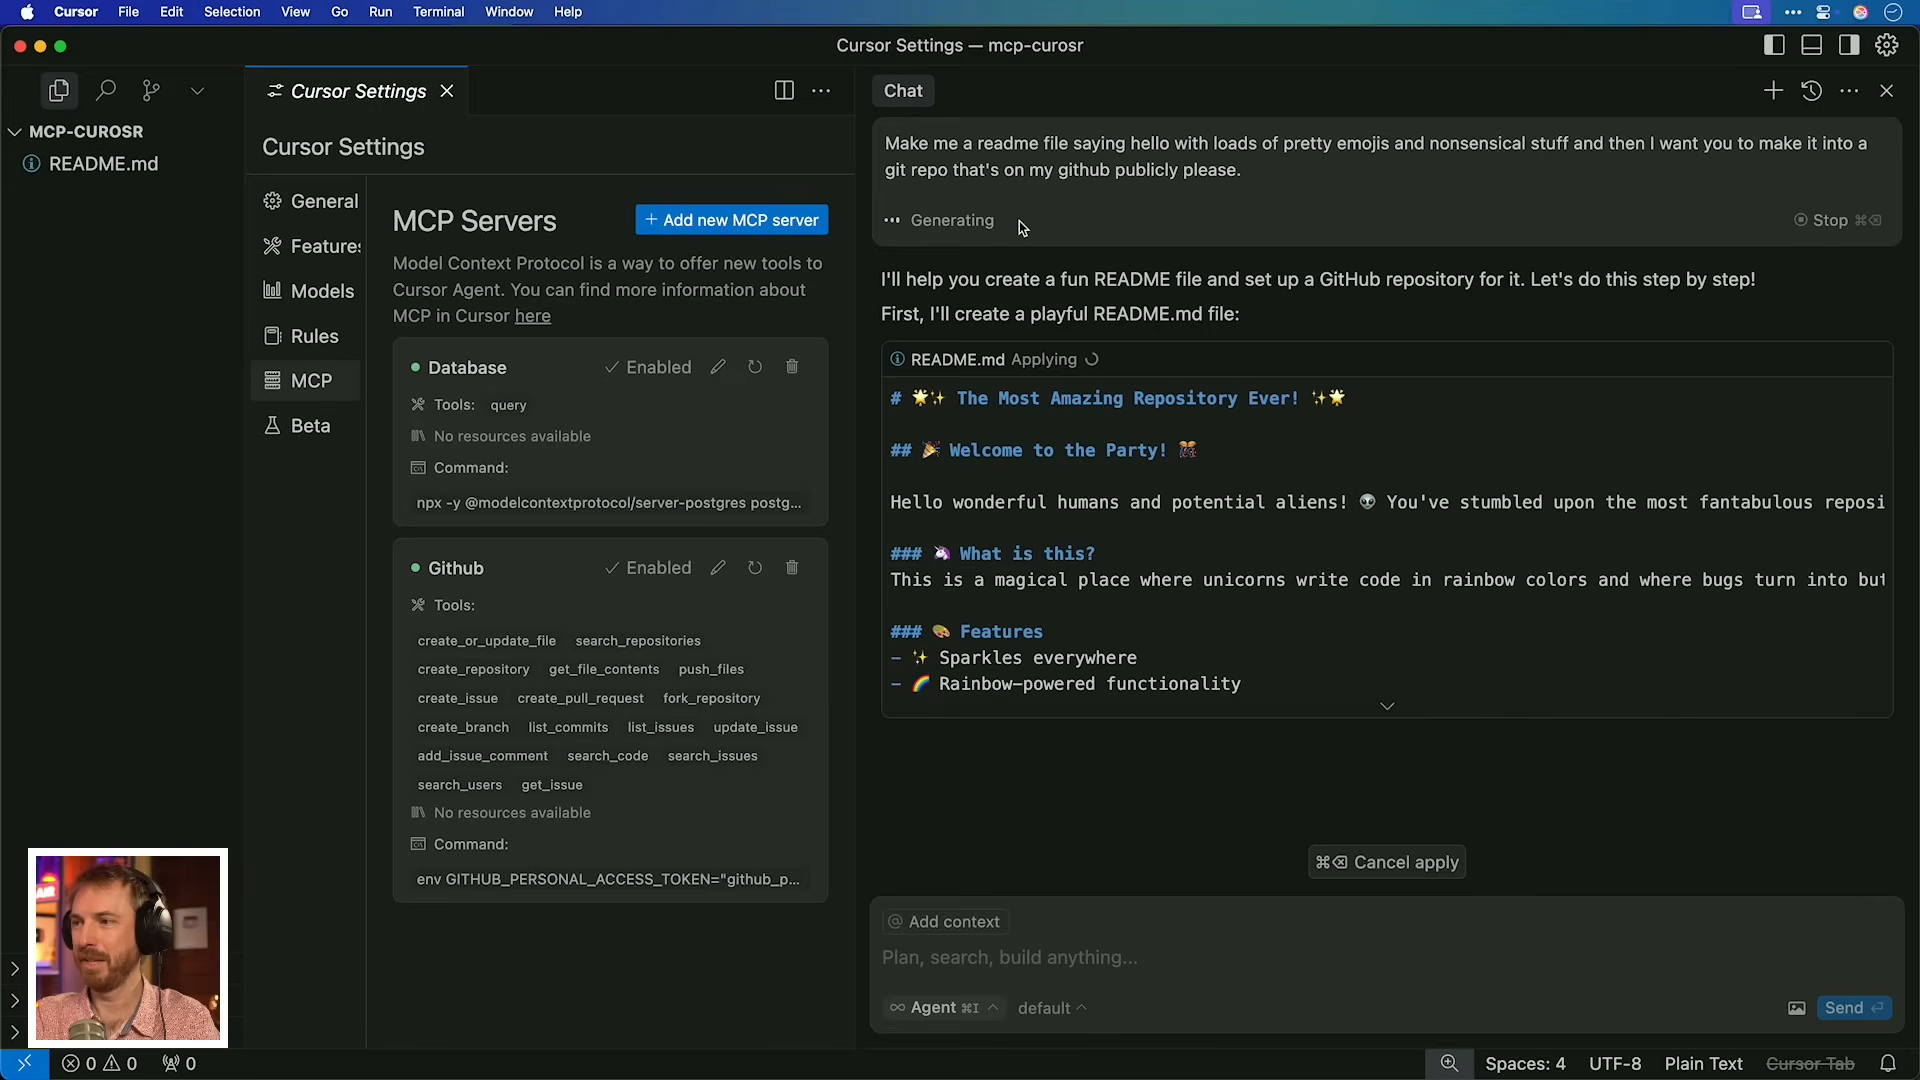 Cursor File Edit Selection View Go Run Terminal Window Help
Cursor Settings — mcp-curosr
Cursor Settings
MCP-CUROSR
README.md
Cursor Settings
General
Features
Models
Rules
MCP
Beta
MCP Servers
+ Add new MCP server
Model Context Protocol is a way to offer new tools to
Cursor Agent. You can find more information about
MCP in Cursor here
Database Enabled
Tools: query
No resources available
Command:
npx -y @modelcontextprotocol/server-postgres postg...
Github Enabled
Tools:
create_or_update_file search_repositories
create_repository get_file_contents push_files
create_issue create_pull_request fork_repository
create_branch list_commits list_issues update_issue
add_issue_comment search_code search_issues
search_users get_issue
No resources available
Command:
env GITHUB_PERSONAL_ACCESS_TOKEN="github_p...
Chat
Make me a readme file saying hello with loads of pretty emojis and nonsensical stuff and then I want you to make it into a
git repo that's on my github publicly please.
Generating Stop ⌘⌫
I'll help you create a fun README file and set up a GitHub repository for it. Let's do this step by step!
First, I'll create a playful README.md file:
README.md Applying
# 🌟✨ The Most Amazing Repository Ever! ✨🌟
## 🎉 Welcome to the Party! 🎊
Hello wonderful humans and potential aliens! 👽 You've stumbled upon the most fantabulous reposi
### 🦄 What is this?
This is a magical place where unicorns write code in rainbow colors and where bugs turn into but
### 🎨 Features
- ✨ Sparkles everywhere
- 🌈 Rainbow-powered functionality
⌘⌫ Cancel apply
@ Add context
Plan, search, build anything...
∞ Agent ⌘I default
Send
0 0 0
Spaces: 4 UTF-8 Plain Text Cursor Tab